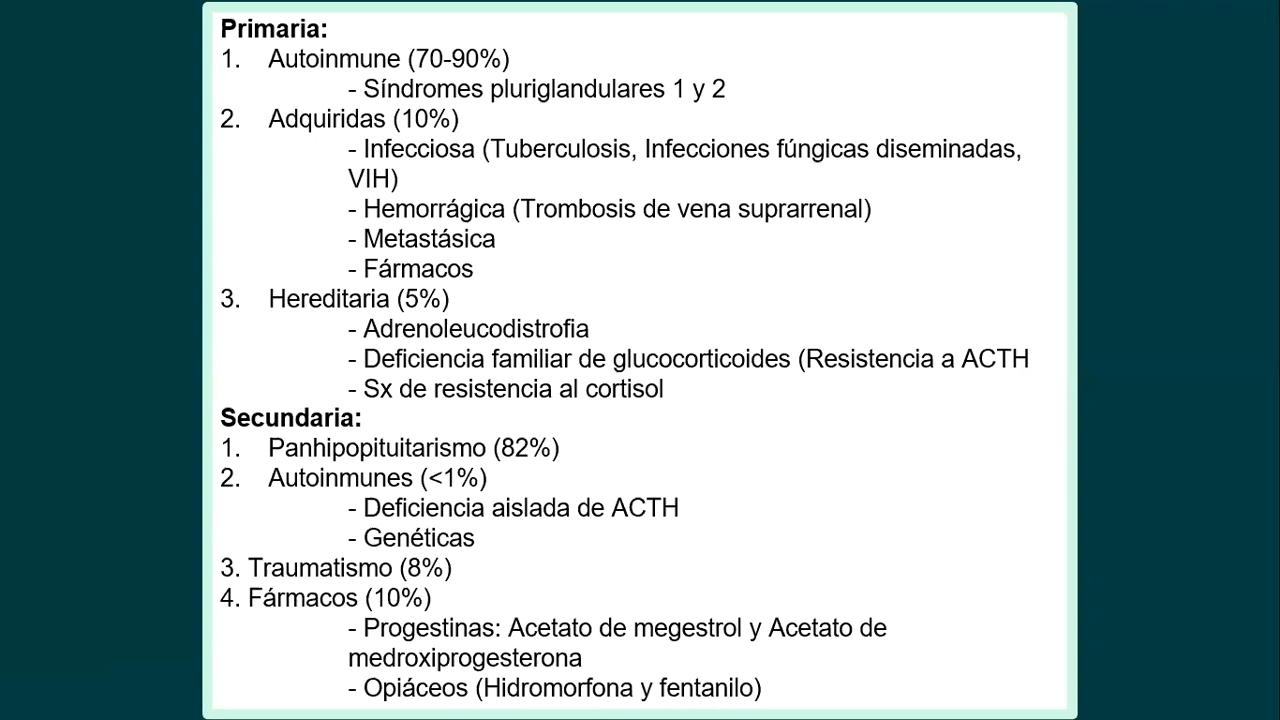 Primaria:
1. Autoinmune (70-90%)
- Síndromes pluriglandulares 1 y 2
2. Adquiridas (10%)
- Infecciosa (Tuberculosis, Infecciones fúngicas diseminadas,
VIH)
- Hemorrágica (Trombosis de vena suprarrenal)
- Metastásica
- Fármacos
3. Hereditaria (5%)
- Adrenoleucodistrofia
- Deficiencia familiar de glucocorticoides (Resistencia a ACTH
- Sx de resistencia al cortisol
Secundaria:
1. Panhipopituitarismo (82%)
2. Autoinmunes (<1%)
- Deficiencia aislada de ACTH
- Genéticas
3. Traumatismo (8%)
4. Fármacos (10%)
- Progestinas: Acetato de megestrol y Acetato de
medroxiprogesterona
- Opiáceos (Hidromorfona y fentanilo)